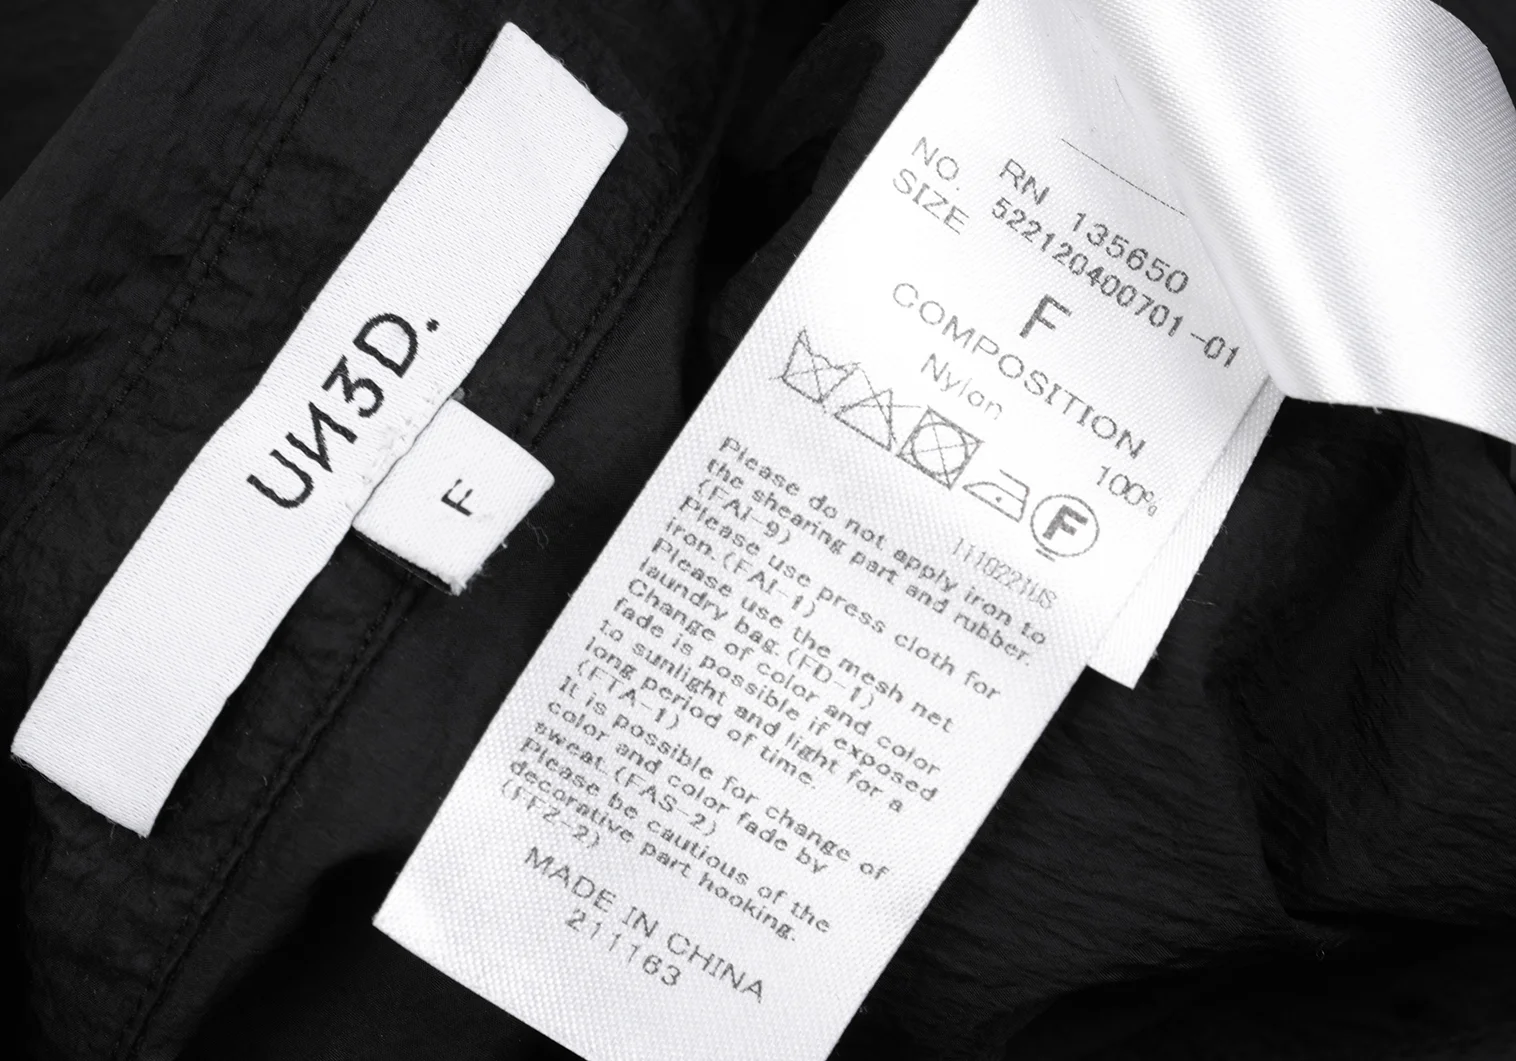 UN3D.
F
RN 135650
NO. 522120400701-01
SIZE F
COMPOSITION
Nylon 100%
F
1110221US
Please do not apply iron to
the shearing part and rubber.
(FAI-9)
Please use press cloth for
iron.(FAI-1)
Please use the mesh net
laundry bag.(FD-1)
Change of color and color
fade is possible if exposed
to sunlight and light for a
long period of time.
(FTA-1)
It is possible for change of
color and color fade by
sweat.(FAS-2)
Please be cautious of the
decorative part hooking.
(FFZ-2)
MADE IN CHINA
211163